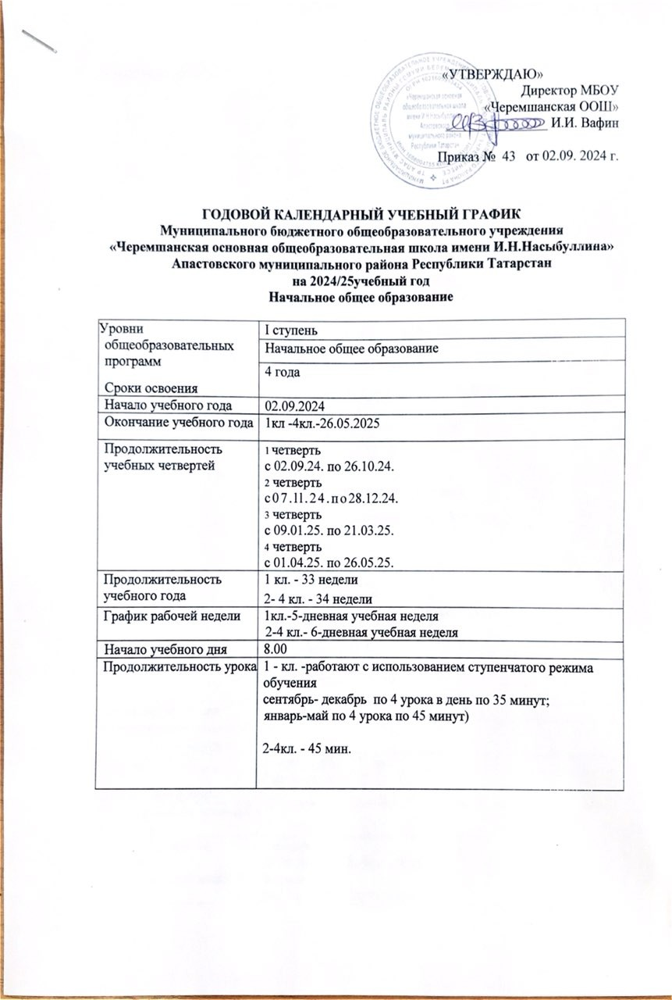 «УТВЕРЖДАЮ»
Директор МБОУ
«Черемшанская ООШ»
И.И. Вафин
Приказ № 43 от 02.09. 2024 г.
ГОДОВОЙ КАЛЕНДАРНЫЙ УЧЕБНЫЙ ГРАФИК
Муниципального бюджетного общеобразовательного учреждения
«Черемшанская основная общеобразовательная школа имени И.Н.Насыбуллина»
Апастовского муниципального района Республики Татарстан
на 2024/25учебный год
Начальное общее образование
Уровни
общеобразовательных
программ
Сроки освоения
I ступень
Начальное общее образование
4 года
Начало учебного года
02.09.2024
Окончание учебного года
1кл -4кл.-26.05.2025
Продолжительность
учебных четвертей
1 четверть
с 02.09.24. по 26.10.24.
2 четверть
с07.11.24.по28.12.24.
3 четверть
с 09.01.25. по 21.03.25.
4 четверть
с 01.04.25. по 26.05.25.
Продолжительность
учебного года
1 кл. - 33 недели
2- 4 кл. - 34 недели
График рабочей недели
1кл.-5-дневная учебная неделя
2-4 кл.- 6-дневная учебная неделя
Начало учебного дня
8.00
Продолжительность урока
1 - кл. -работают с использованием ступенчатого режима
обучения
сентябрь- декабрь по 4 урока в день по 35 минут;
январь-май по 4 урока по 45 минут)
2-4кл. - 45 мин.